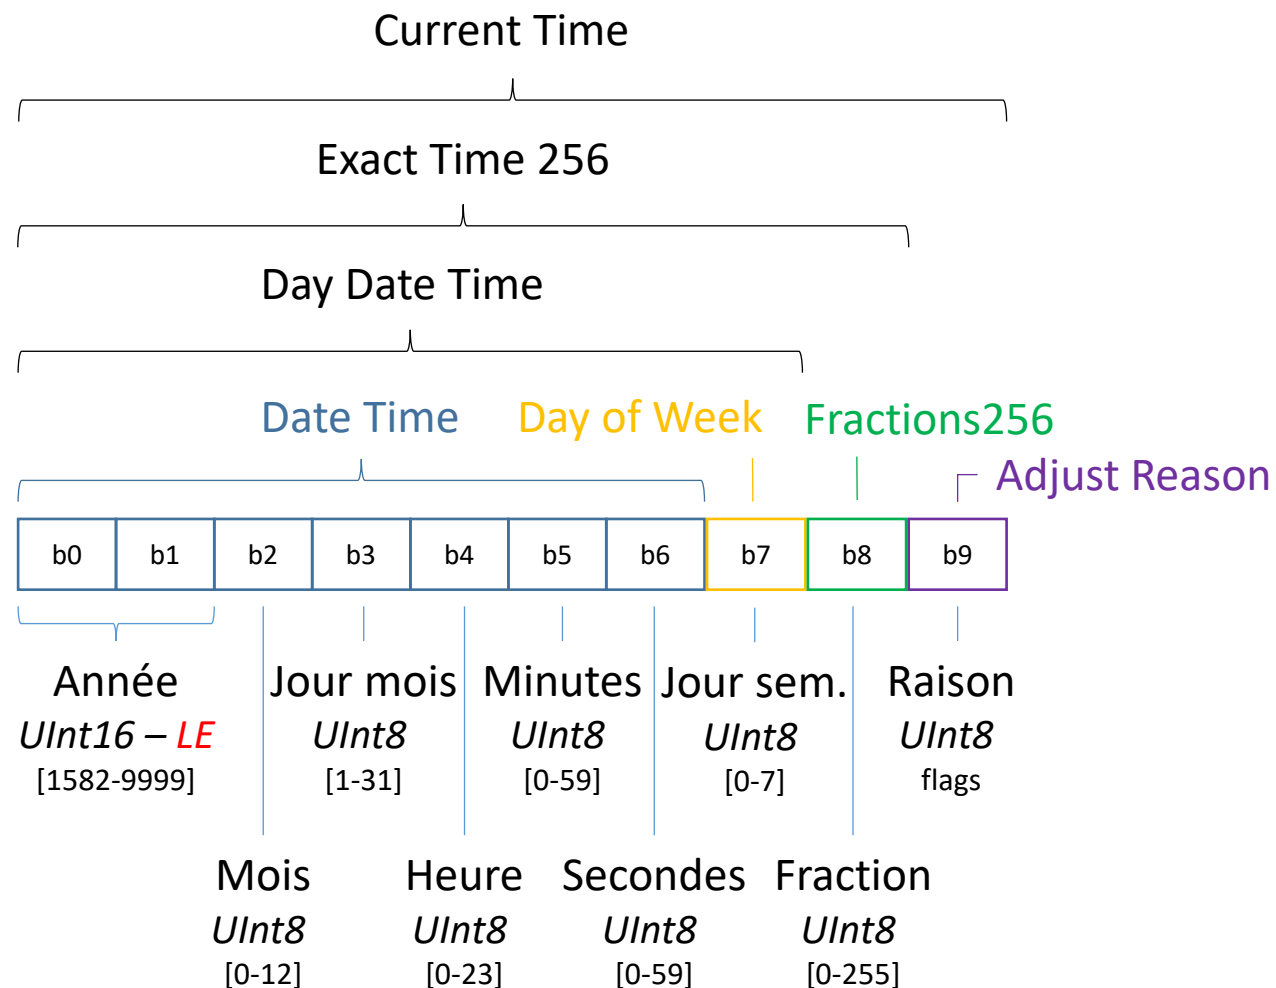 Current Time
Exact Time 256
Day Date Time
Date Time Day of Week Fractions256
Adjust Reason
b0 b1 b2 b3 b4 b5 b6 b7 b8 b9
Année Jour mois Minutes Jour sem. Raison
UInt16 – LE UInt8 UInt8 UInt8 UInt8
[1582-9999] [1-31] [0-59] [0-7] flags
Mois Heure Secondes Fraction
UInt8 UInt8 UInt8 UInt8
[0-12] [0-23] [0-59] [0-255]